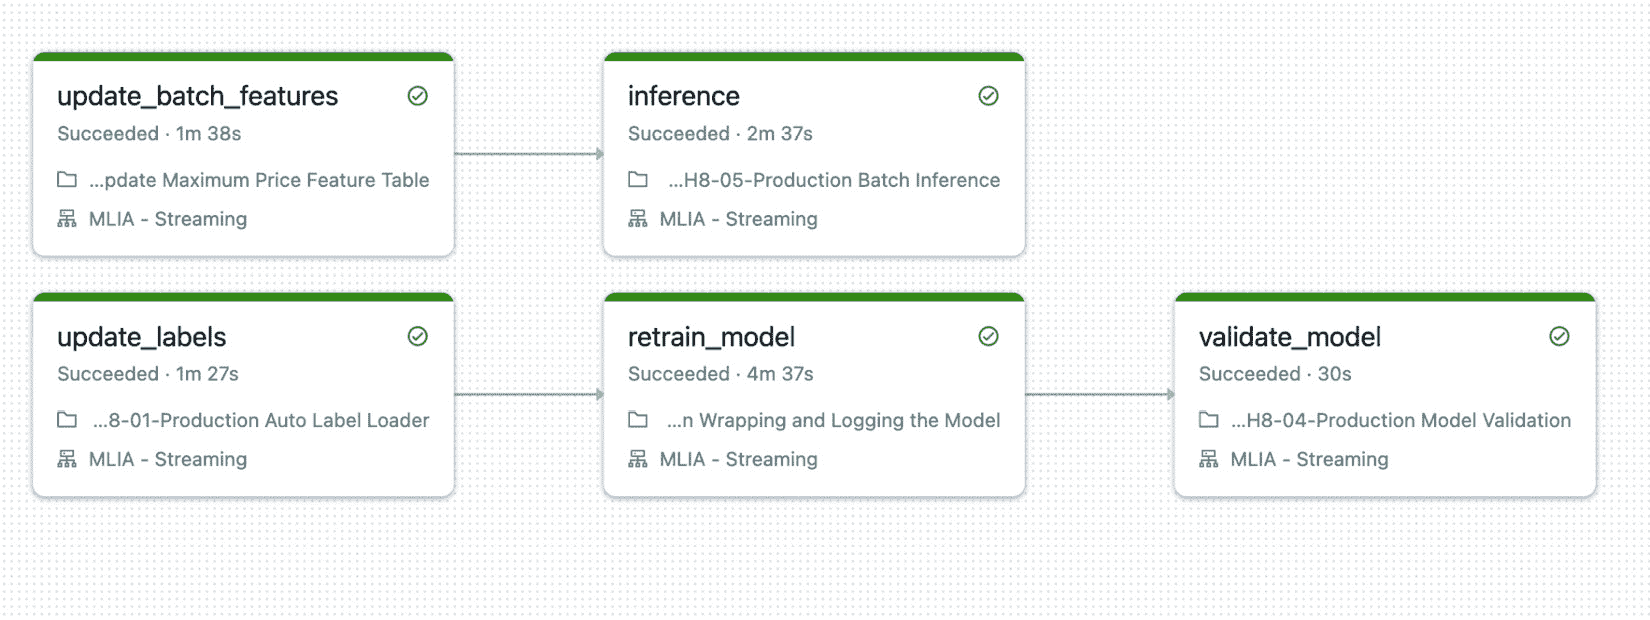 update_batch_features
Succeeded · 1m 38s
...pdate Maximum Price Feature Table
MLIA - Streaming
inference
Succeeded · 2m 37s
...H8-05-Production Batch Inference
MLIA - Streaming
update_labels
Succeeded · 1m 27s
...8-01-Production Auto Label Loader
MLIA - Streaming
retrain_model
Succeeded · 4m 37s
...n Wrapping and Logging the Model
MLIA - Streaming
validate_model
Succeeded · 30s
...H8-04-Production Model Validation
MLIA - Streaming